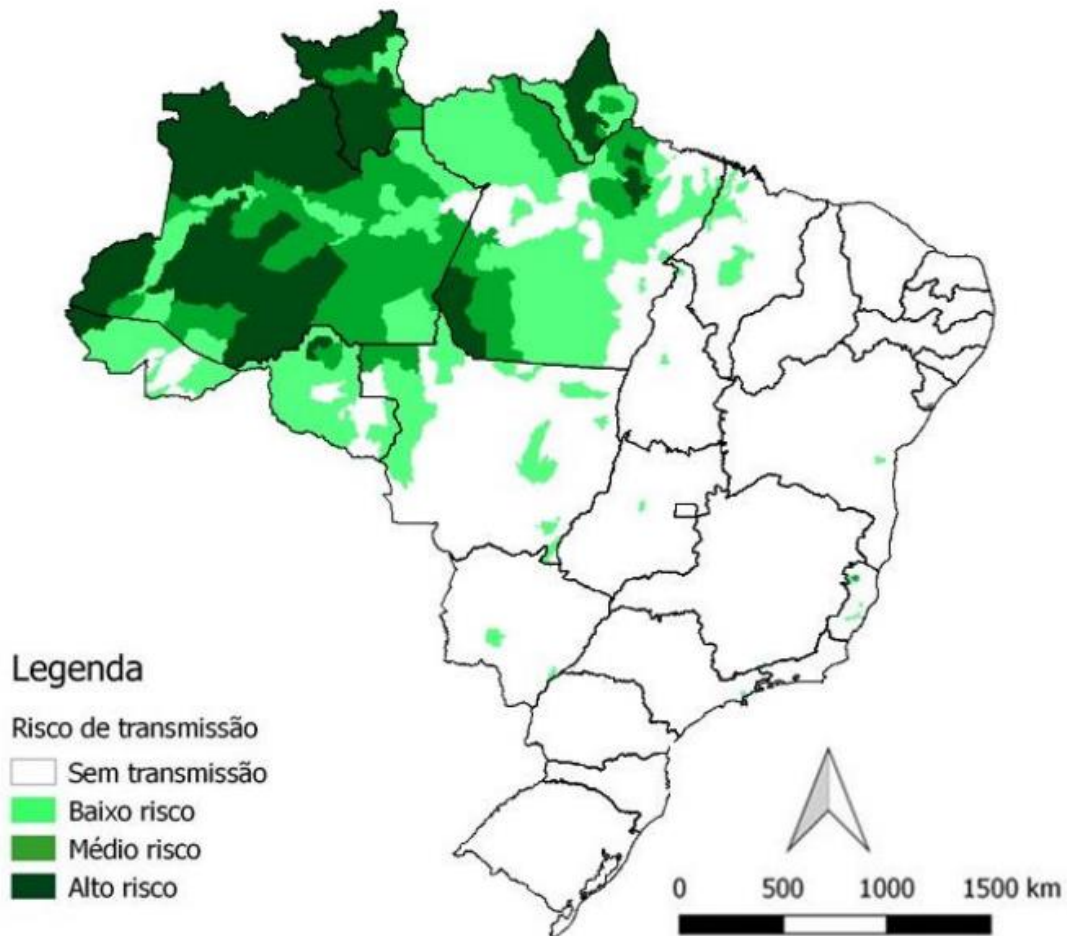 Legenda
Risco de transmissão
Sem transmissão
Baixo risco
Médio risco
Alto risco
0 500 1000 1500 km